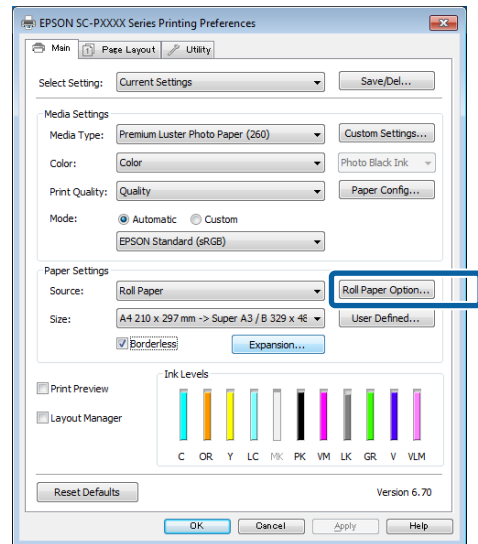 EPSON SC-PXXXX Series Printing Preferences
Main Page Layout Utility
Select Setting: Current Settings Save/Del...
Media Settings
Media Type: Premium Luster Photo Paper (260) Custom Settings...
Color: Color Photo Black Ink
Print Quality: Quality Paper Config...
Mode: Automatic Custom
EPSON Standard (sRGB)
Paper Settings
Source: Roll Paper Roll Paper Option...
Size: A4 210 x 297 mm -> Super A3 / B 329 x 48 User Defined...
Borderless Expansion...
Ink Levels
Print Preview
Layout Manager
C OR Y LC MK PK VM LK GR V VLM
Reset Defaults Version 6.70
OK Cancel Apply Help